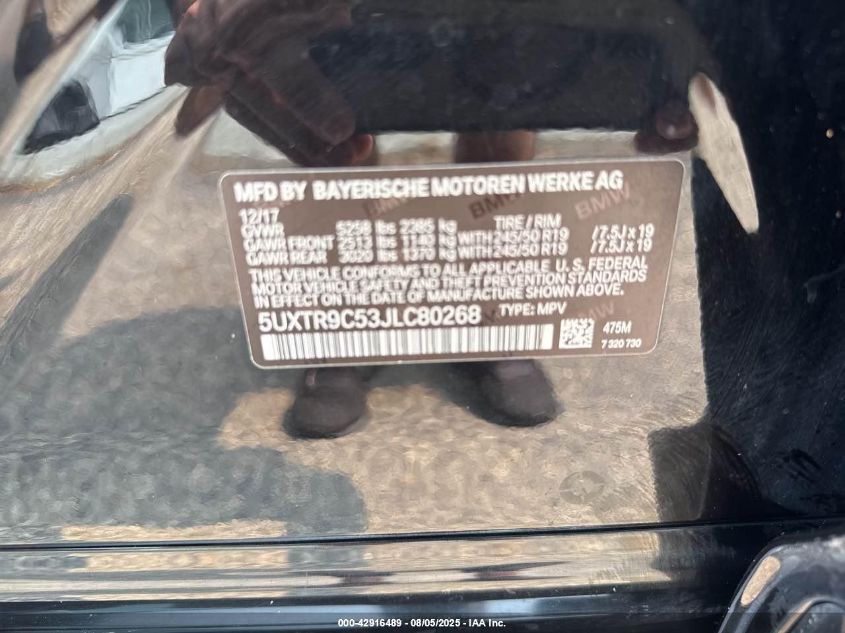 MFD BY BAYERISCHE MOTOREN WERKE AG
12/17
GVWR 5258 lbs 2385 kg TIRE / RIM
GAWR FRONT 2513 lbs 1140 kg WITH 245/50 R19 /7.5J x 19
GAWR REAR 3020 lbs 1370 kg WITH 245/50 R19 /7.5J x 19
THIS VEHICLE CONFORMS TO ALL APPLICABLE U.S. FEDERAL
MOTOR VEHICLE SAFETY AND THEFT PREVENTION STANDARDS
IN EFFECT ON THE DATE OF MANUFACTURE SHOWN ABOVE.
5UXTR9C53JLC80268 TYPE: MPV
475M
7 320 730
000-42916489 - 08/05/2025 - IAA Inc.